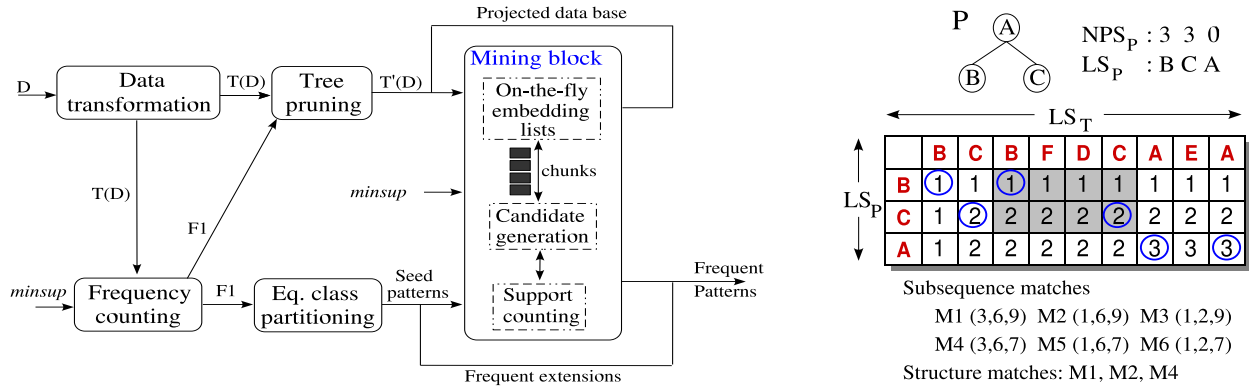 Projected data base
Mining block
D
Data
transformation
T(D)
Tree
pruning
T'(D)
On-the-fly
embedding
lists
chunks
T(D)
F1
minsup
Candidate
generation
minsup
Frequency
counting
F1
Eq. class
partitioning
Seed
patterns
Support
counting
Frequent
Patterns
Frequent extensions
P
A
B
C
NPS_P : 3 3 0
LS_P : B C A
LS_T
LS_P
B C B F D C A E A
B 1 1 1 1 1 1 1 1 1
C 1 2 2 2 2 2 2 2 2
A 1 2 2 2 2 2 3 3 3
Subsequence matches
M1 (3,6,9) M2 (1,6,9) M3 (1,2,9)
M4 (3,6,7) M5 (1,6,7) M6 (1,2,7)
Structure matches: M1, M2, M4